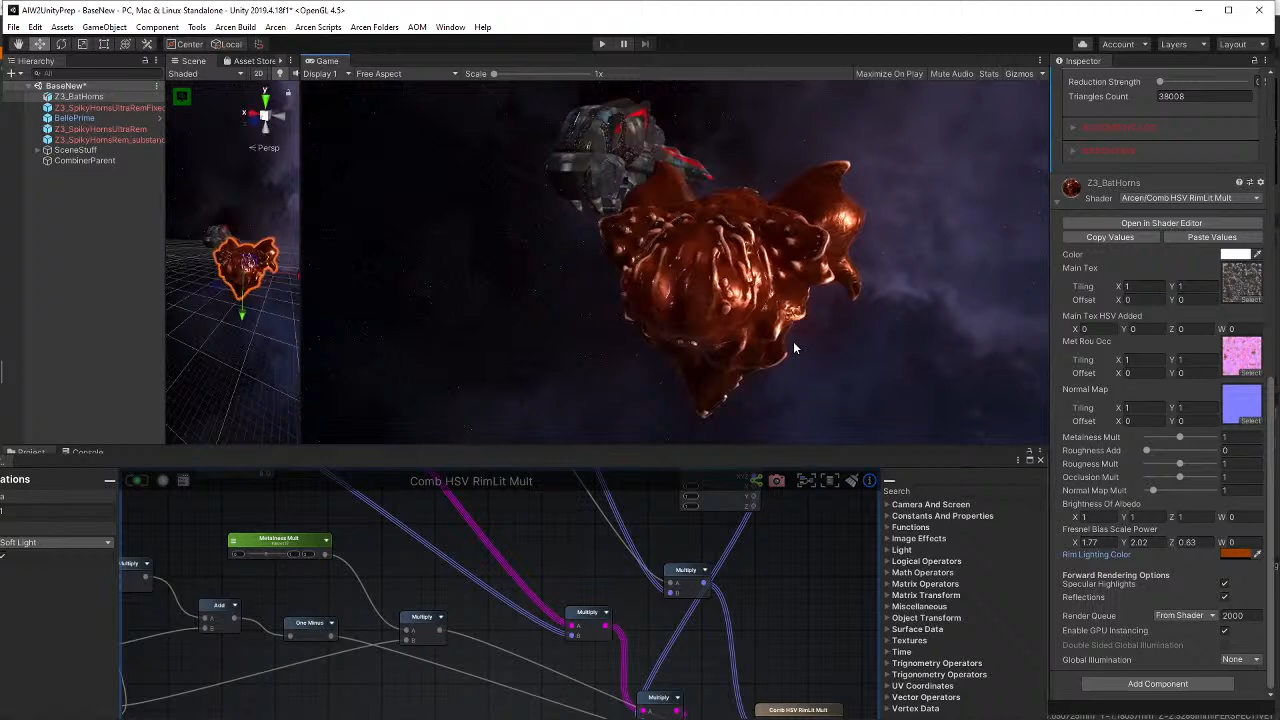 AIW2UnityPrep - BaseNew - PC, Mac & Linux Standalone - Unity 2019.4.18f1* <OpenGL 4.5>
File Edit Assets GameObject Component Tools Arcen Build Arcen Arcen Scripts Arcen Folders AOM Window Help
Center Local Account Layers Layout
Hierarchy Scene Asset Store Game Inspector
All Shaded 2D Display 1 Free Aspect Scale 1x Maximize On Play Mute Audio Stats Gizmos
BaseNew*
Z3_BatHorns
Z3_SpikyHornsUltraRemFixed
BellePrime
Z3_SpikyHornsUltraRem
Z3_SpikyHornsRem_substanc
SceneStuff
CombinerParent
y
x
Persp
Reduction Strength
Triangles Count 38008
Z3_BatHorns
Shader Arcen/Comb HSV RimLit Mult
Open in Shader Editor
Copy Values Paste Values
Color
Main Tex
Tiling X 1 Y 1
Offset X 0 Y 0 Select
Main Tex HSV Added
X 0 Y 0 Z 0 W 0
Met Rou Occ
Tiling X 1 Y 1
Offset X 0 Y 0 Select
Normal Map
Tiling X 1 Y 1
Offset X 0 Y 0 Select
Metalness Mult 1
Roughness Add 0
Rougness Mult 1
Occlusion Mult 1
Normal Map Mult 1
Brightness Of Albedo
X 1 Y 1 Z 1 W 0
Fresnel Bias Scale Power
X 1.77 Y 2.02 Z 0.63 W 0
Rim Lighting Color
Forward Rendering Options
Specular Highlights
Reflections
Render Queue From Shader 2000
Enable GPU Instancing
Double Sided Global Illumination
Global Illumination None
Add Component
Project Console
ations
a
1
Soft Light
Comb HSV RimLit Mult
Metalness Mult
Multiply
Add
A
B
One Minus
Multiply
A
B
Multiply
A
B
Multiply
A
B
Multiply
A
Comb HSV RimLit Mult
Search
Camera And Screen
Constants And Properties
Functions
Image Effects
Light
Logical Operators
Math Operators
Matrix Operators
Matrix Transform
Miscellaneous
Object Transform
Surface Data
Textures
Time
Trignometry Operators
Trigonometry Operators
UV Coordinates
Vector Operators
Vertex Data